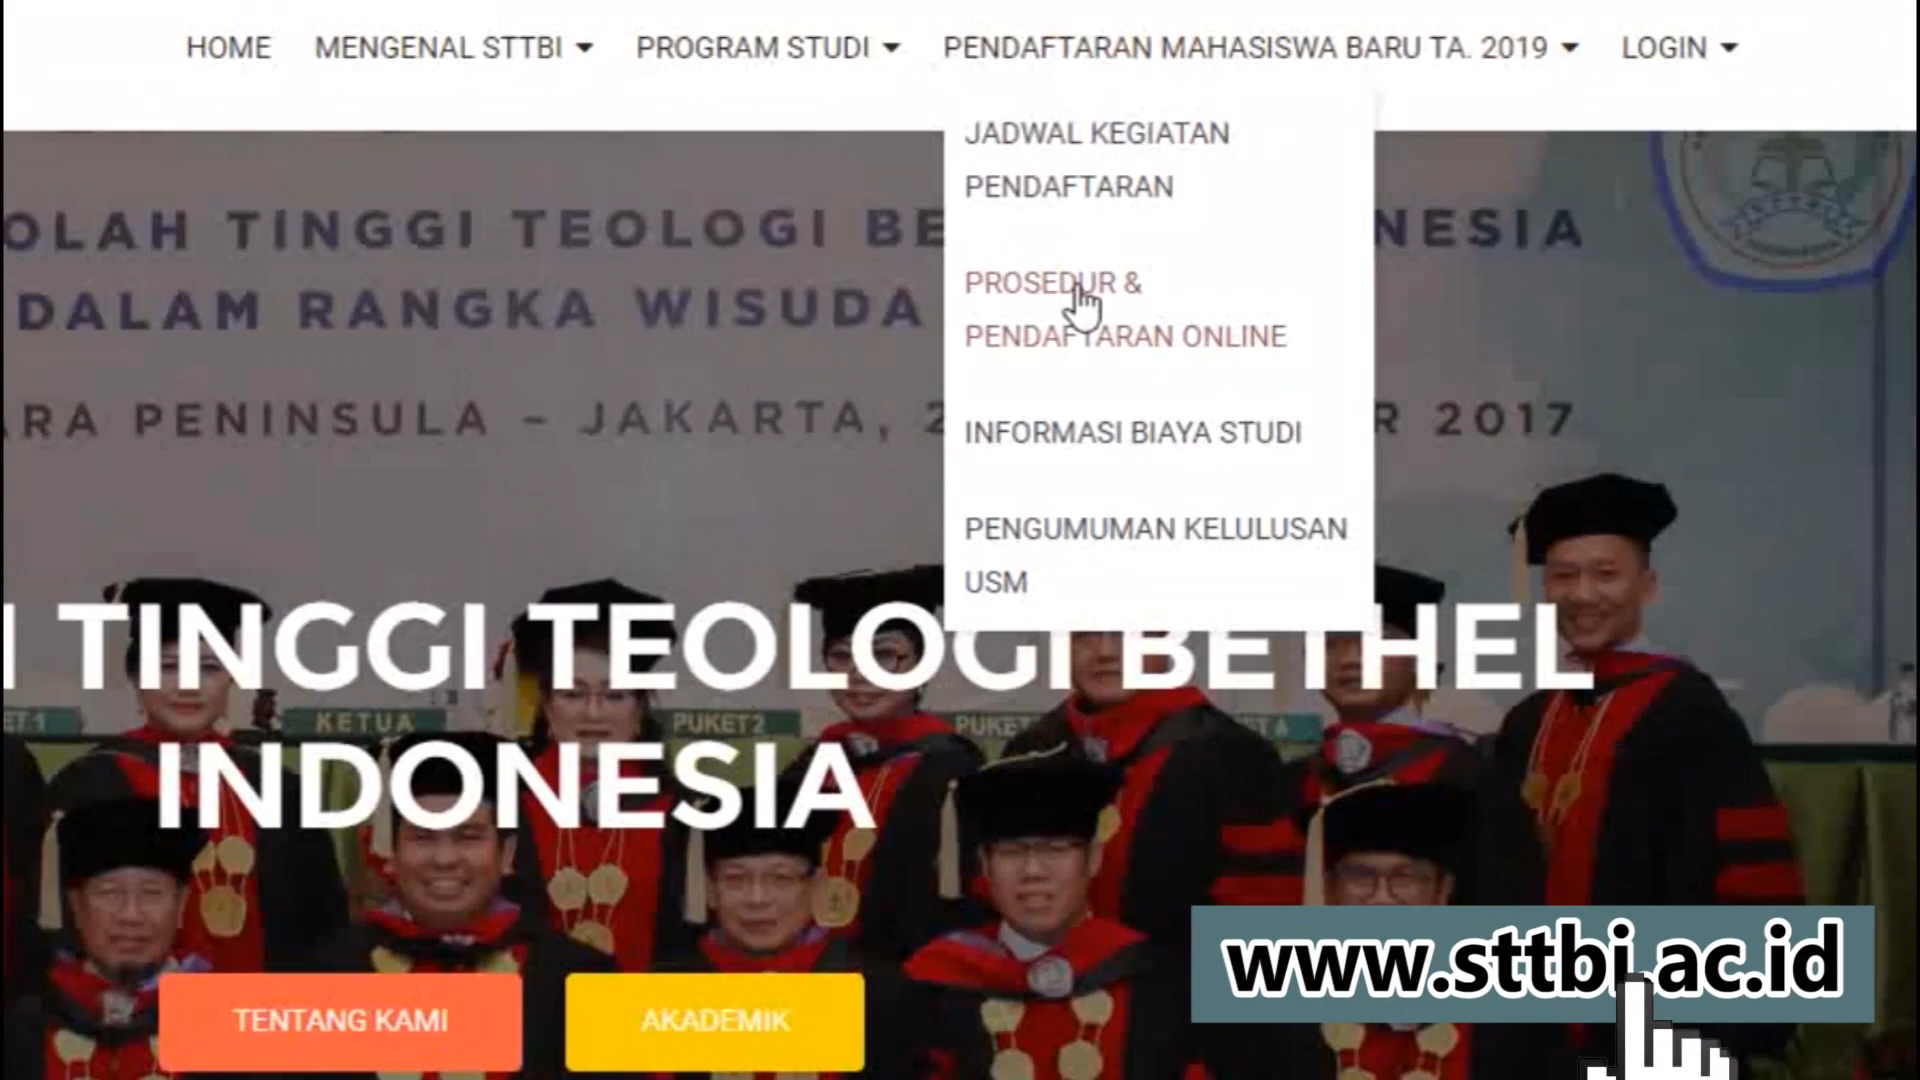 HOME MENGENAL STTBI PROGRAM STUDI PENDAFTARAN MAHASISWA BARU TA. 2019 LOGIN
JADWAL KEGIATAN
PENDAFTARAN
PROSEDUR &
PENDAFTARAN ONLINE
INFORMASI BIAYA STUDI
PENGUMUMAN KELULUSAN
USM
OLAH TINGGI TEOLOGI BE NESIA
DALAM RANGKA WISUDA
ARA PENINSULA – JAKARTA, 2 R 2017
TINGGI TEOLOGI BETHEL
INDONESIA
KETUA PUKET 2
TENTANG KAMI
AKADEMIK
www.sttbi.ac.id